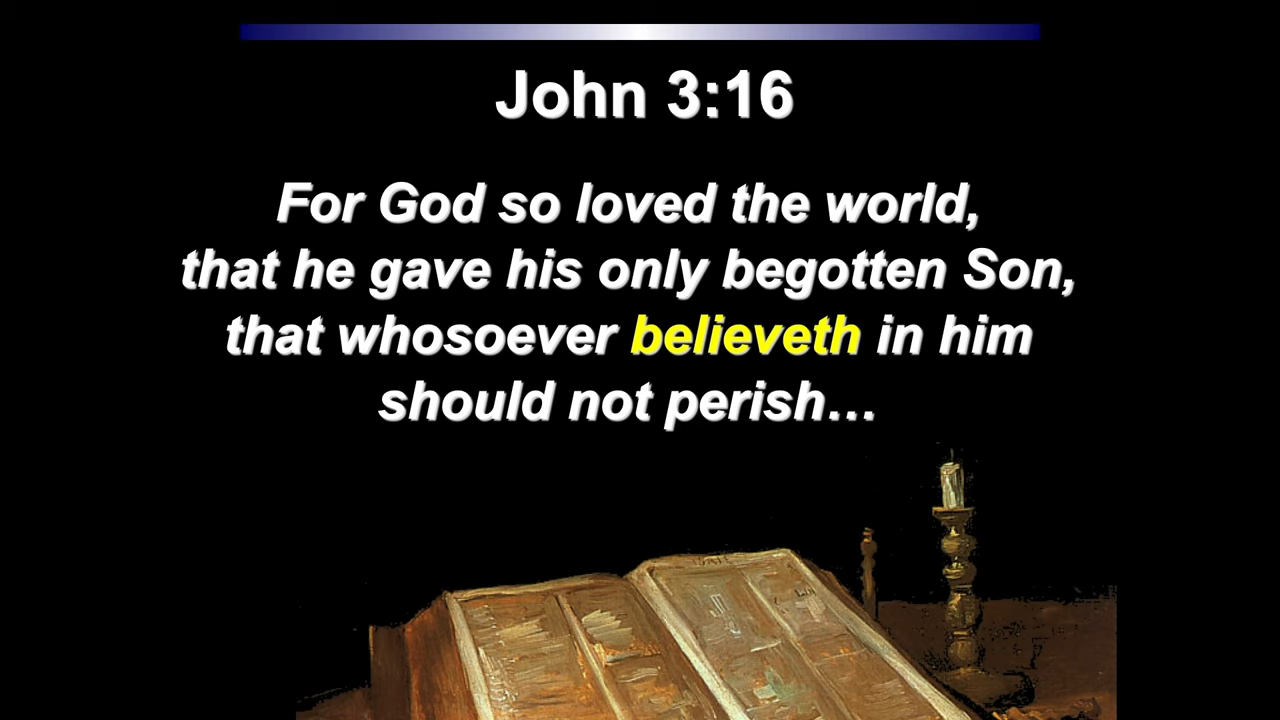 John 3:16
For God so loved the world,
that he gave his only begotten Son,
that whosoever believeth in him
should not perish…